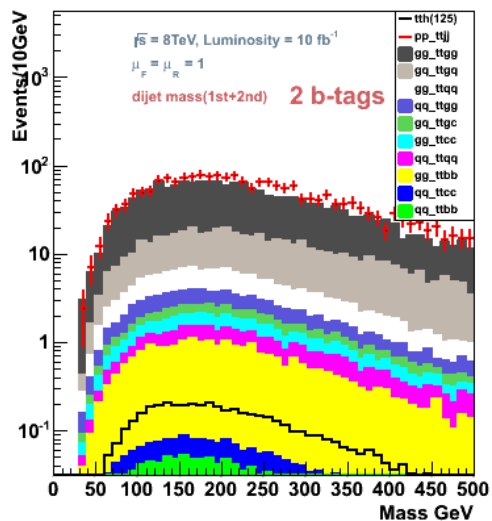 Events/10GeV
√s = 8TeV, Luminosity = 10 fb⁻¹
μF = μR = 1
dijet mass(1st+2nd) 2 b-tags
tth(125)
pp_ttjj
gg_ttgg
gq_ttgq
gg_ttqq
qq_ttgg
gq_ttgc
gg_ttcc
qq_ttqq
gg_ttbb
qq_ttcc
qq_ttbb
10³
10²
10
1
10⁻¹
0 50 100 150 200 250 300 350 400 450 500
Mass GeV